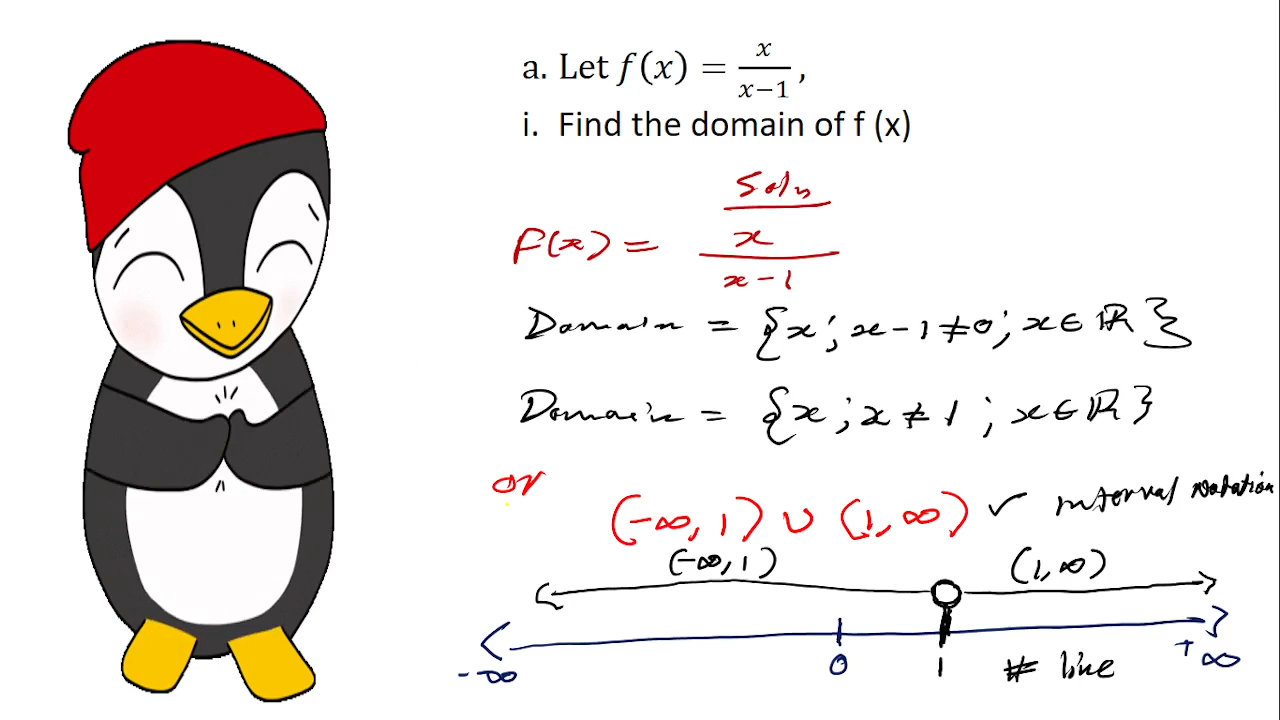 a. Let f(x) = x/(x−1),
i. Find the domain of f (x)
Soln
F(x) = x/(x−1)
Domain = {x ; x−1≠0 ; x∈ℝ}
Domain = {x ; x≠1 ; x∈ℝ}
or
(−∞, 1) ∪ (1, ∞) ✓ interval notation
(−∞, 1) (1, ∞)
−∞ 0 1 # line +∞